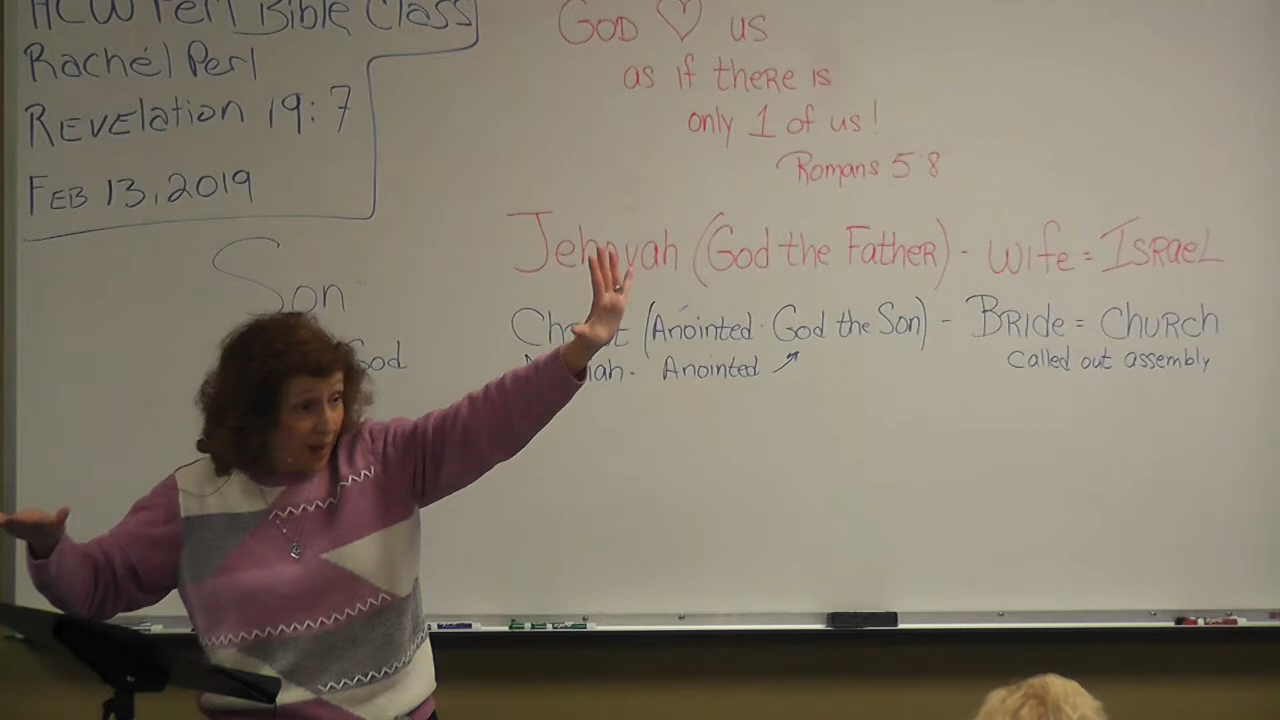 HCW Perl Bible Class
Rachel Perl
Revelation 19:7
Feb 13, 2019
God ♡ us
as if there is
only 1 of us!
Romans 5:8
Son
God
Jehovah (God the Father) - Wife = Israel
(Anointed · God the Son) - Bride = Church
Anointed ↗
called out assembly